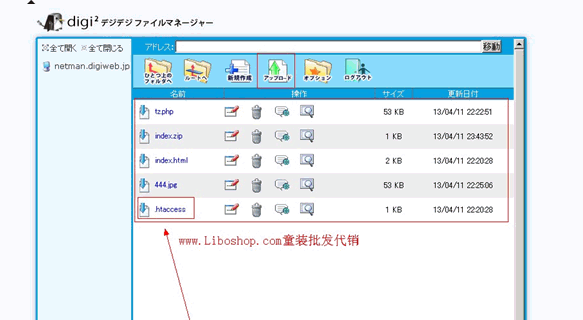 digi² デジデジ ファイルマネージャー
全て開く 全て閉じる
netman.digiweb.jp
アドレス: 移動
ひとつ上のフォルダへ ルートへ 新規作成 アップロード オプション ログアウト
名前 操作 サイズ 更新日付
tz.php 53 KB 13/04/11 22:22:51
index.zip 1 KB 13/04/11 23:43:52
index.html 2 KB 13/04/11 22:20:28
444.jpg 53 KB 13/04/11 22:25:06
.htaccess 1 KB 13/04/11 22:20:28
www.Liboshop.com童装批发代销